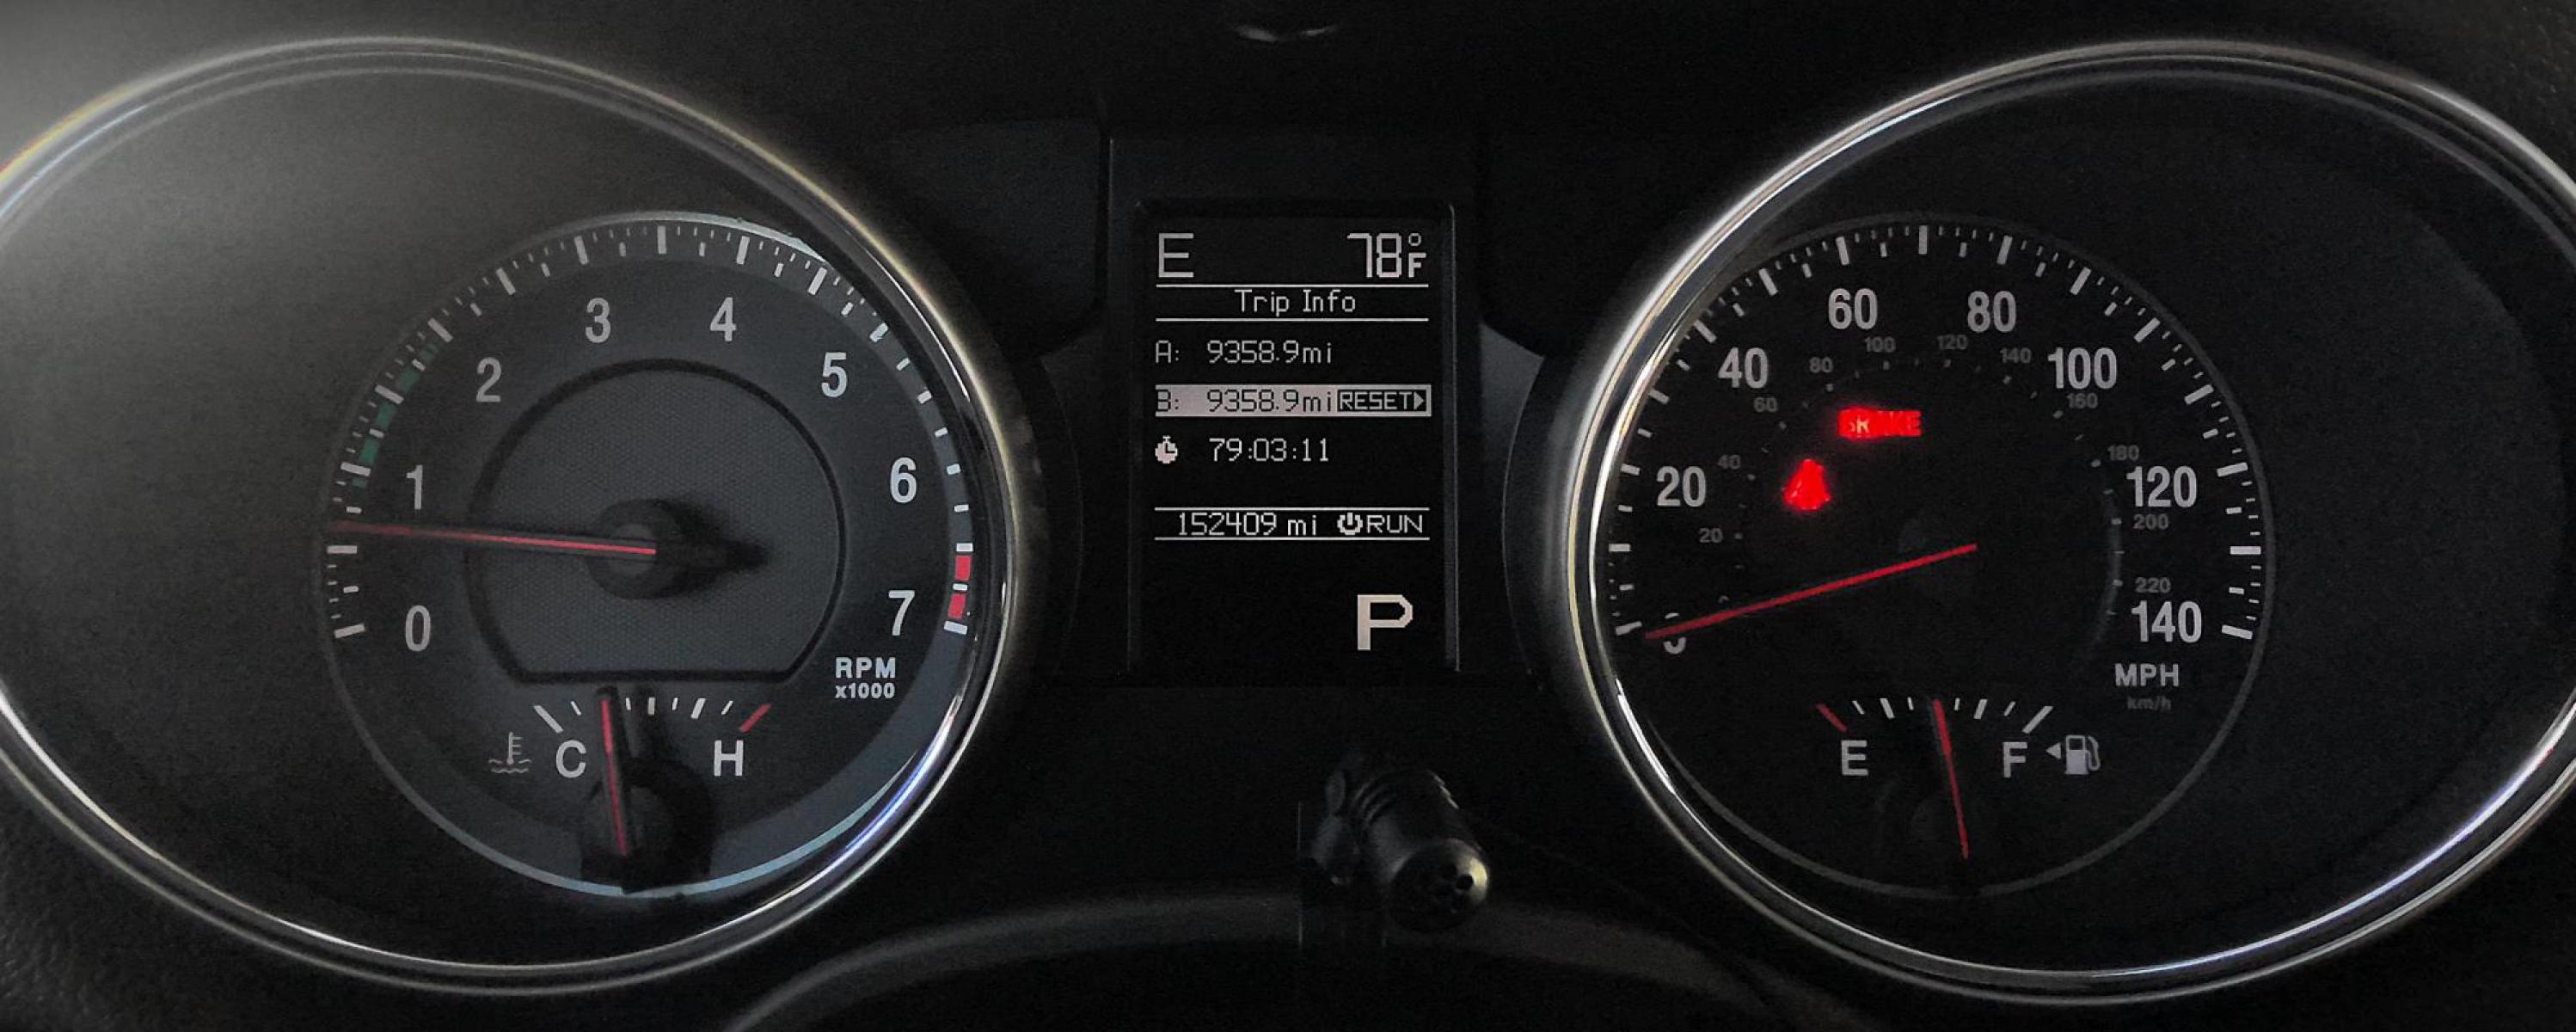 E 78°F
Trip Info
A: 9358.9mi
B: 9358.9mi RESET
79:03:11
152409 mi RUN
P
0 1 2 3 4 5 6 7
RPM
x1000
C H
20 40 60 80 100 120 140
20 40 60 80 100 120 140 160 180 200 220
BRAKE
MPH
km/h
E F